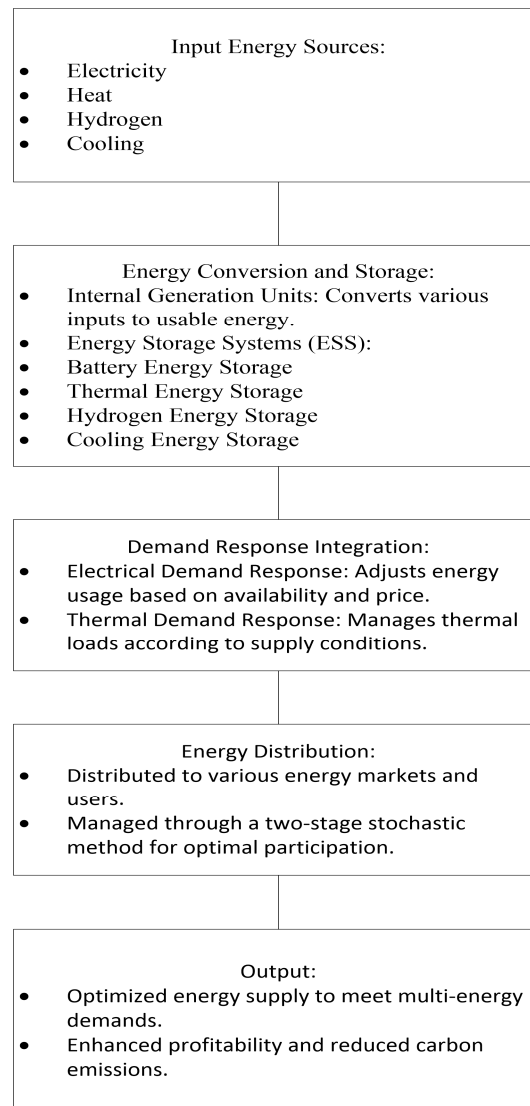 Input Energy Sources:
• Electricity
• Heat
• Hydrogen
• Cooling
Energy Conversion and Storage:
• Internal Generation Units: Converts various
inputs to usable energy.
• Energy Storage Systems (ESS):
• Battery Energy Storage
• Thermal Energy Storage
• Hydrogen Energy Storage
• Cooling Energy Storage
Demand Response Integration:
• Electrical Demand Response: Adjusts energy
usage based on availability and price.
• Thermal Demand Response: Manages thermal
loads according to supply conditions.
Energy Distribution:
• Distributed to various energy markets and
users.
• Managed through a two-stage stochastic
method for optimal participation.
Output:
• Optimized energy supply to meet multi-energy
demands.
• Enhanced profitability and reduced carbon
emissions.